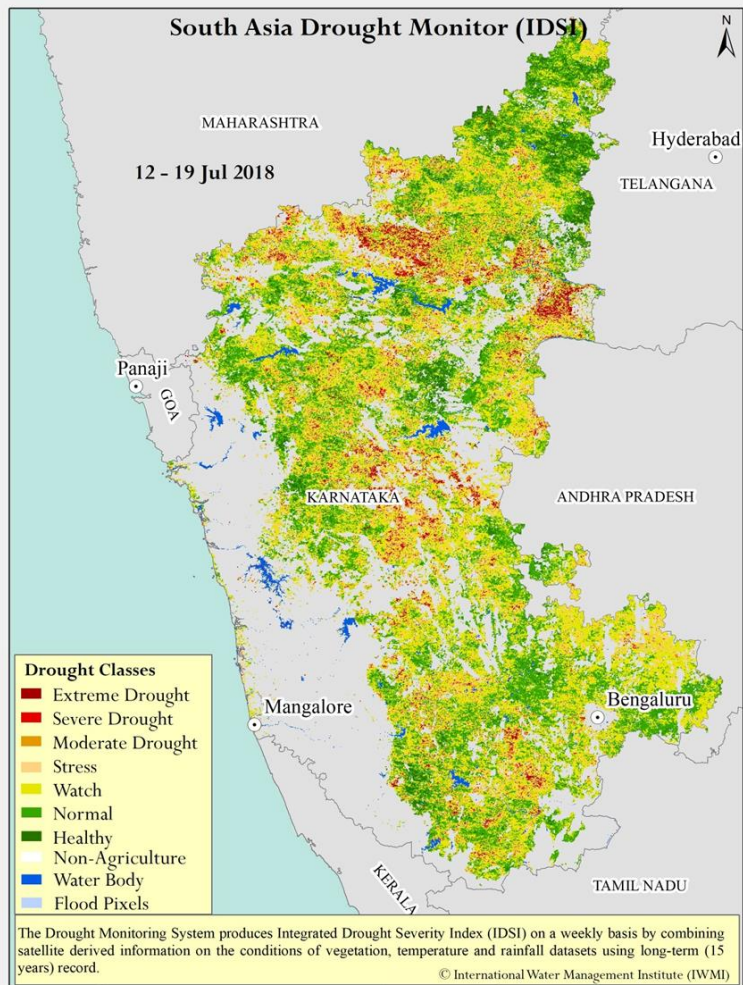 South Asia Drought Monitor (IDSI)
N
MAHARASHTRA
Hyderabad
12 - 19 Jul 2018
TELANGANA
Panaji
GOA
KARNATAKA
ANDHRA PRADESH
Drought Classes
Extreme Drought
Severe Drought
Moderate Drought
Stress
Watch
Normal
Healthy
Non-Agriculture
Water Body
Flood Pixels
Mangalore
Bengaluru
KERALA
TAMIL NADU
The Drought Monitoring System produces Integrated Drought Severity Index (IDSI) on a weekly basis by combining
satellite derived information on the conditions of vegetation, temperature and rainfall datasets using long-term (15
years) record.
© International Water Management Institute (IWMI)